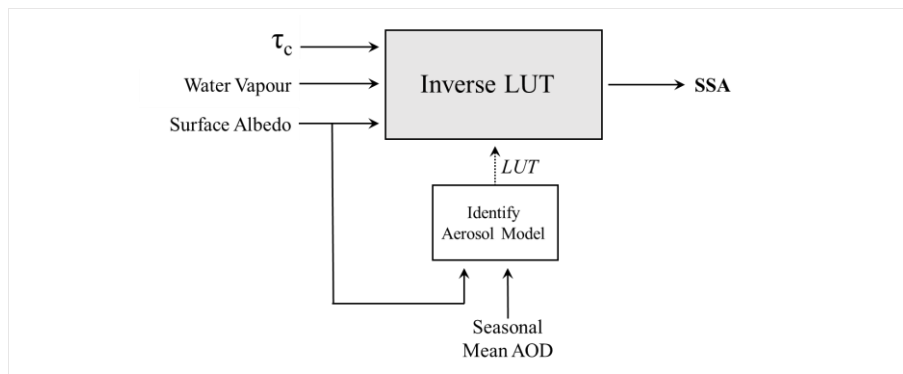 τc
Water Vapour
Surface Albedo
Inverse LUT
SSA
LUT
Identify
Aerosol Model
Seasonal
Mean AOD